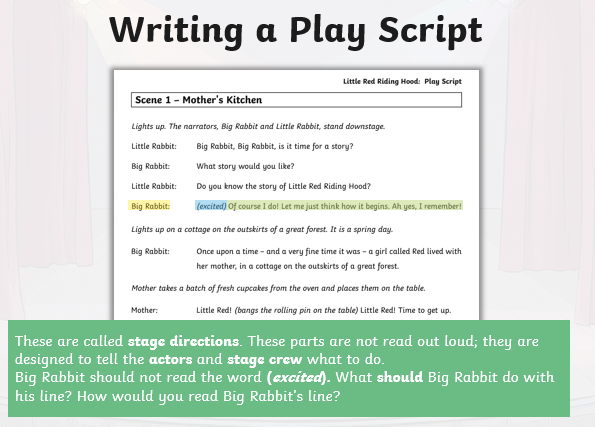 Writing a Play Script
Little Red Riding Hood: Play Script
Scene 1 – Mother's Kitchen
Lights up. The narrators, Big Rabbit and Little Rabbit, stand downstage.
Little Rabbit: Big Rabbit, Big Rabbit, is it time for a story?
Big Rabbit: What story would you like?
Little Rabbit: Do you know the story of Little Red Riding Hood?
Big Rabbit: (excited) Of course I do! Let me just think how it begins. Ah yes, I remember!
Lights up on a cottage on the outskirts of a great forest. It is a spring day.
Big Rabbit: Once upon a time – and a very fine time it was – a girl called Red lived with
her mother, in a cottage on the outskirts of a great forest.
Mother takes a batch of fresh cupcakes from the oven and places them on the table.
Mother: Little Red! (bangs the rolling pin on the table) Little Red! Time to get up.
These are called stage directions. These parts are not read out loud; they are
designed to tell the actors and stage crew what to do.
Big Rabbit should not read the word (excited). What should Big Rabbit do with
his line? How would you read Big Rabbit's line?